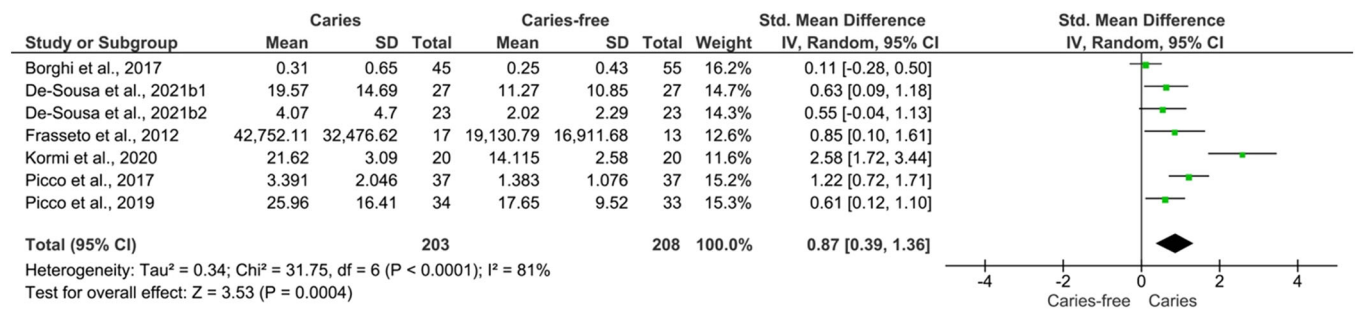 Caries Caries-free Std. Mean Difference Std. Mean Difference
Study or Subgroup Mean SD Total Mean SD Total Weight IV, Random, 95% CI IV, Random, 95% CI
Borghi et al., 2017 0.31 0.65 45 0.25 0.43 55 16.2% 0.11 [-0.28, 0.50]
De-Sousa et al., 2021b1 19.57 14.69 27 11.27 10.85 27 14.7% 0.63 [0.09, 1.18]
De-Sousa et al., 2021b2 4.07 4.7 23 2.02 2.29 23 14.3% 0.55 [-0.04, 1.13]
Frasseto et al., 2012 42,752.11 32,476.62 17 19,130.79 16,911.68 13 12.6% 0.85 [0.10, 1.61]
Kormi et al., 2020 21.62 3.09 20 14.115 2.58 20 11.6% 2.58 [1.72, 3.44]
Picco et al., 2017 3.391 2.046 37 1.383 1.076 37 15.2% 1.22 [0.72, 1.71]
Picco et al., 2019 25.96 16.41 34 17.65 9.52 33 15.3% 0.61 [0.12, 1.10]
Total (95% CI) 203 208 100.0% 0.87 [0.39, 1.36]
Heterogeneity: Tau² = 0.34; Chi² = 31.75, df = 6 (P < 0.0001); I² = 81%
Test for overall effect: Z = 3.53 (P = 0.0004)
-4 -2 0 2 4
Caries-free Caries